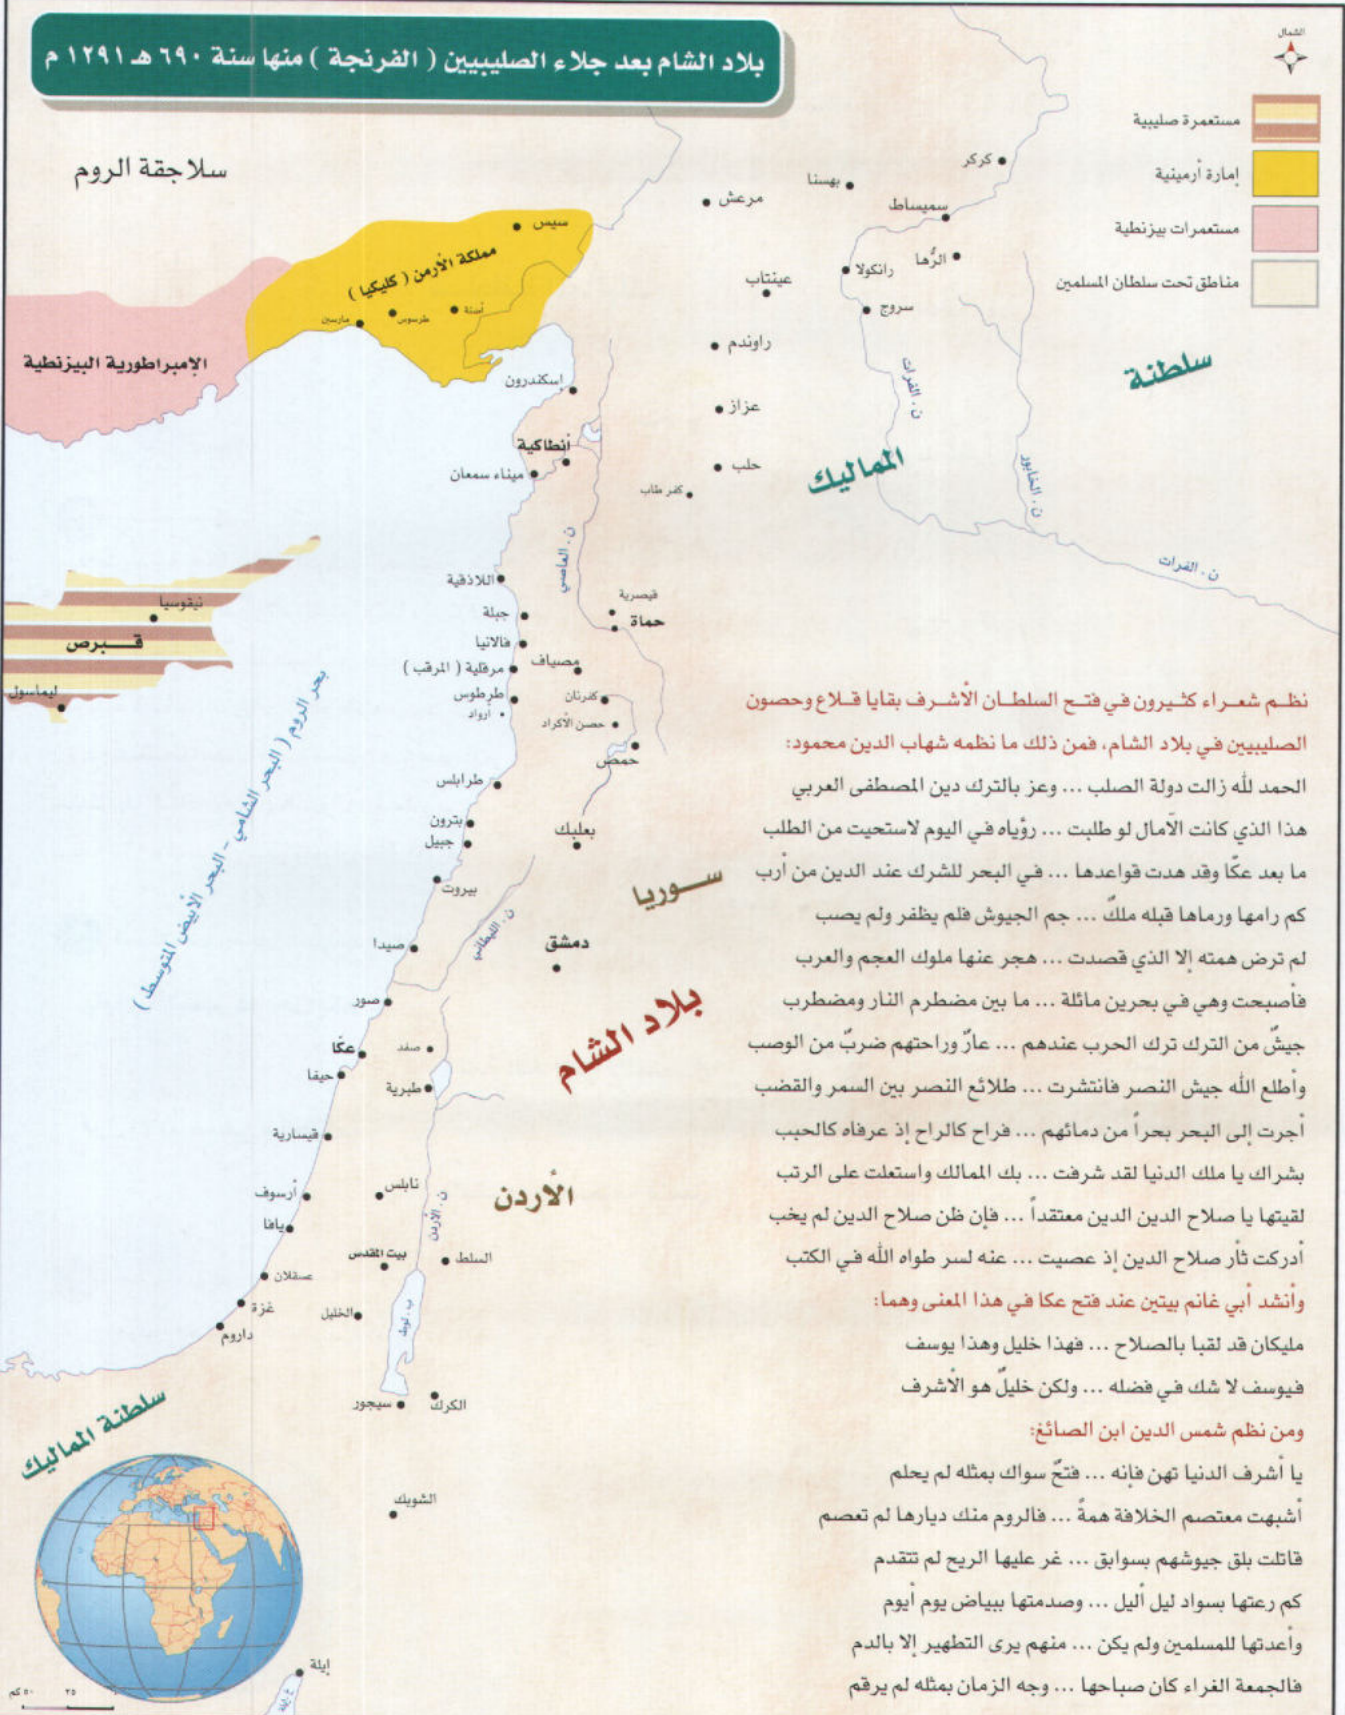 بلاد الشام بعد جلاء الصليبيين ( الفرنجة ) منها سنة ٦٩٠ هـ ١٢٩١ م
الشمال
مستعمرة صليبية
إمارة أرمينية
مستعمرات بيزنطية
مناطق تحت سلطان المسلمين
سلاجقة الروم
كركر
بهسنا
مرعش
سميساط
سيس
مملكة الأرمن ( كليكيا )
الرُّها
رانكولا
عينتاب
سروج
أضنة
طرسوس
مارسين
راوندم
الإمبراطورية البيزنطية
سلطنة
إسكندرون
ن. الفرات
عزاز
أنطاكية
حلب
المماليك
ميناء سمعان
كفر طاب
ن. الخابور
ن. العاصي
ن. الفرات
اللاذقية
نيقوسيا
قيصرية
جبلة
حماة
قبرص
فالانيا
مصياف
مرقلية ( المرقب )
ليماسول
طرطوس
كفرنان
أرواد
حصن الأكراد
حمص
بحر الروم ( البحر الشامي - البحر الأبيض المتوسط )
طرابلس
بترون
بعلبك
جبيل
سوريا
بيروت
ن. الليطاني
صيدا
دمشق
صور
بلاد الشام
عكّا
صفد
حيفا
طبرية
قيسارية
أرسوف
نابلس
الأردن
ن. الأردن
يافا
بيت المقدس
السلط
عسقلان
غزة
الخليل
ب. لوط
داروم
سيجور
الكرك
سلطنة المماليك
الشوبك
إيلة
٢٥
٥٠ كم
نظم شعراء كثيرون في فتح السلطان الأشرف بقايا قلاع وحصون
الصليبيين في بلاد الشام، فمن ذلك ما نظمه شهاب الدين محمود:
الحمد لله زالت دولة الصلب ... وعز بالترك دين المصطفى العربي
هذا الذي كانت الآمال لو طلبت ... رؤياه في اليوم لاستحيت من الطلب
ما بعد عكّا وقد هدت قواعدها ... في البحر للشرك عند الدين من أرب
كم رامها ورماها قبله ملكٌ ... جم الجيوش فلم يظفر ولم يصب
لم ترض همته إلا الذي قصدت ... هجر عنها ملوك العجم والعرب
فأصبحت وهي في بحرين ماثلة ... ما بين مضطرم النار ومضطرب
جيشٌ من الترك ترك الحرب عندهم ... عارٌ وراحتهم ضربٌ من الوصب
وأطلع الله جيش النصر فانتشرت ... طلائع النصر بين السمر والقضب
أجرت إلى البحر بحراً من دمائهم ... فراح كالراح إذ عرفاه كالحبب
بشراك يا ملك الدنيا لقد شرفت ... بك الممالك واستعلت على الرتب
لقيتها يا صلاح الدين الدين معتقداً ... فإن ظن صلاح الدين لم يخب
أدركت ثأر صلاح الدين إذ عصيت ... عنه لسر طواه الله في الكتب
وأنشد أبي غانم بيتين عند فتح عكا في هذا المعنى وهما:
مليكان قد لقبا بالصلاح ... فهذا خليل وهذا يوسف
فيوسف لا شك في فضله ... ولكن خليلٌ هو الأشرف
ومن نظم شمس الدين ابن الصائغ:
يا أشرف الدنيا تهن فإنه ... فتحٌ سواك بمثله لم يحلم
أشبهت معتصم الخلافة همةً ... فالروم منك ديارها لم تعصم
قاتلت بلق جيوشهم بسوابق ... غر عليها الريح لم تتقدم
كم رعتها بسواد ليل أليل ... وصدمتها ببياض يوم أيوم
وأعدتها للمسلمين ولم يكن ... منهم يرى التطهير إلا بالدم
فالجمعة الغراء كان صباحها ... وجه الزمان بمثله لم يرقم